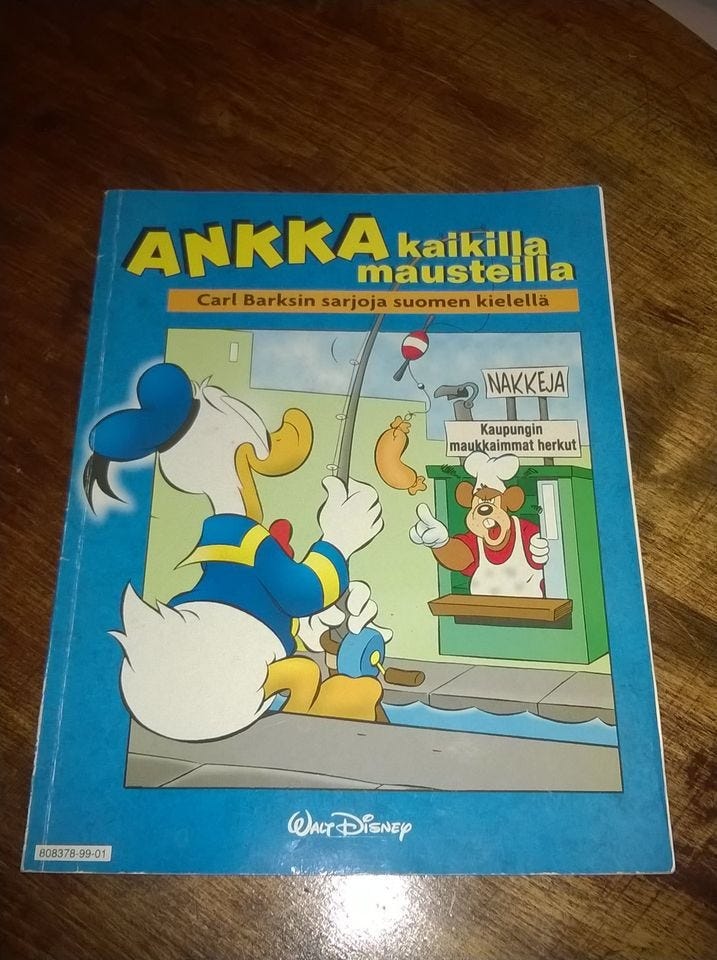 ANKKA kaikilla
mausteilla
Carl Barksin sarjoja suomen kielellä
NAKKEJA
Kaupungin
maukkaimmat herkut
WALT DISNEY
808378-99-01